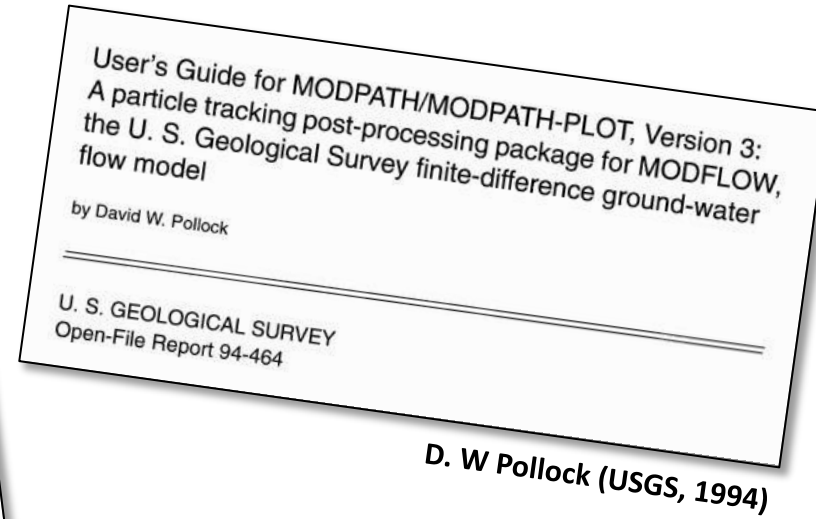 User's Guide for MODPATH/MODPATH-PLOT, Version 3:
A particle tracking post-processing package for MODFLOW,
the U. S. Geological Survey finite-difference ground-water
flow model
by David W. Pollock
U. S. GEOLOGICAL SURVEY
Open-File Report 94-464
D. W Pollock (USGS, 1994)